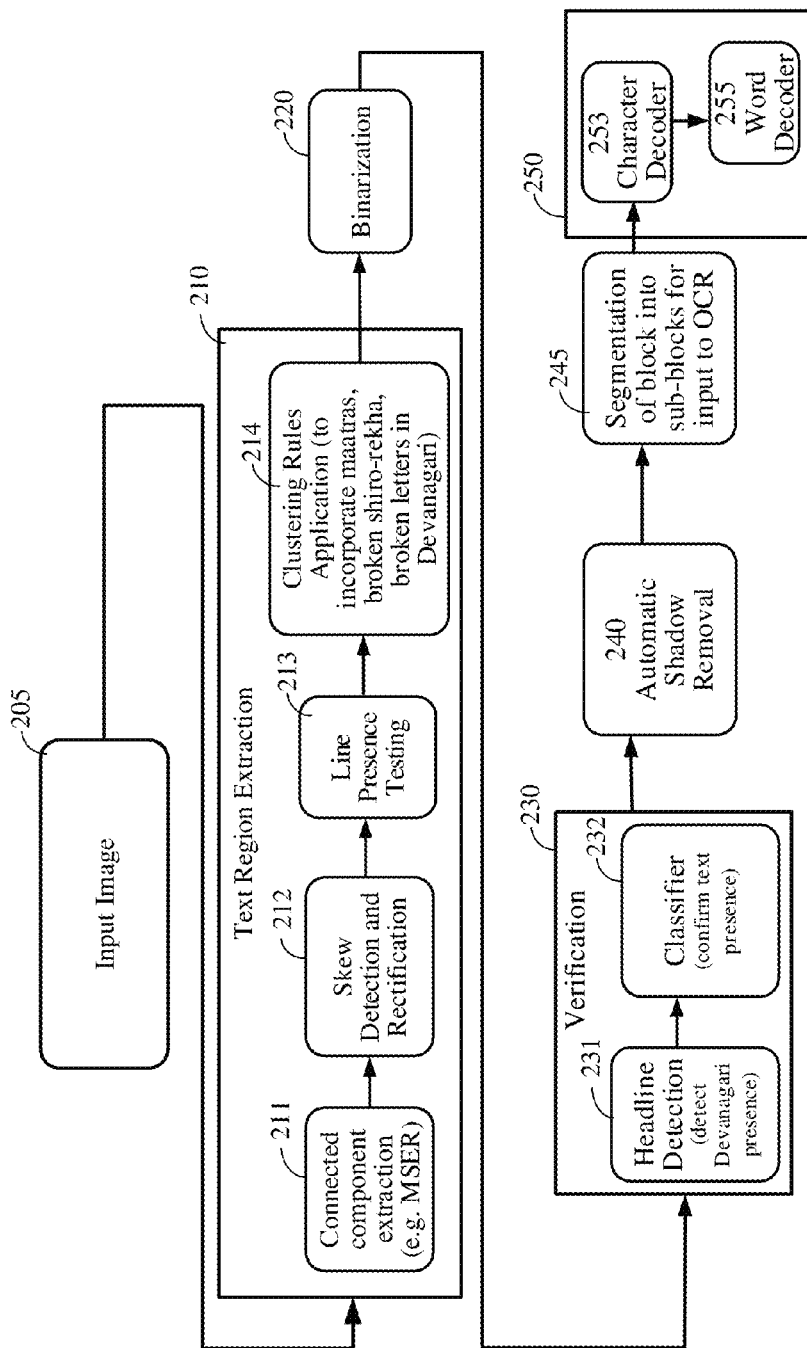 205
Input Image
210
Text Region Extraction
211
Connected
component
extraction
(e.g. MSER)
212
Skew
Detection and
Rectification
213
Line
Presence
Testing
214
Clustering Rules
Application (to
incorporate maatras,
broken shiro-rekha,
broken letters in
Devanagari)
220
Binarization
230
Verification
231
Headline
Detection
(detect
Devanagari
presence)
232
Classifier
(confirm text
presence)
240
Automatic
Shadow
Removal
245
Segmentation
of block into
sub-blocks for
input to OCR
250
253
Character
Decoder
255
Word
Decoder